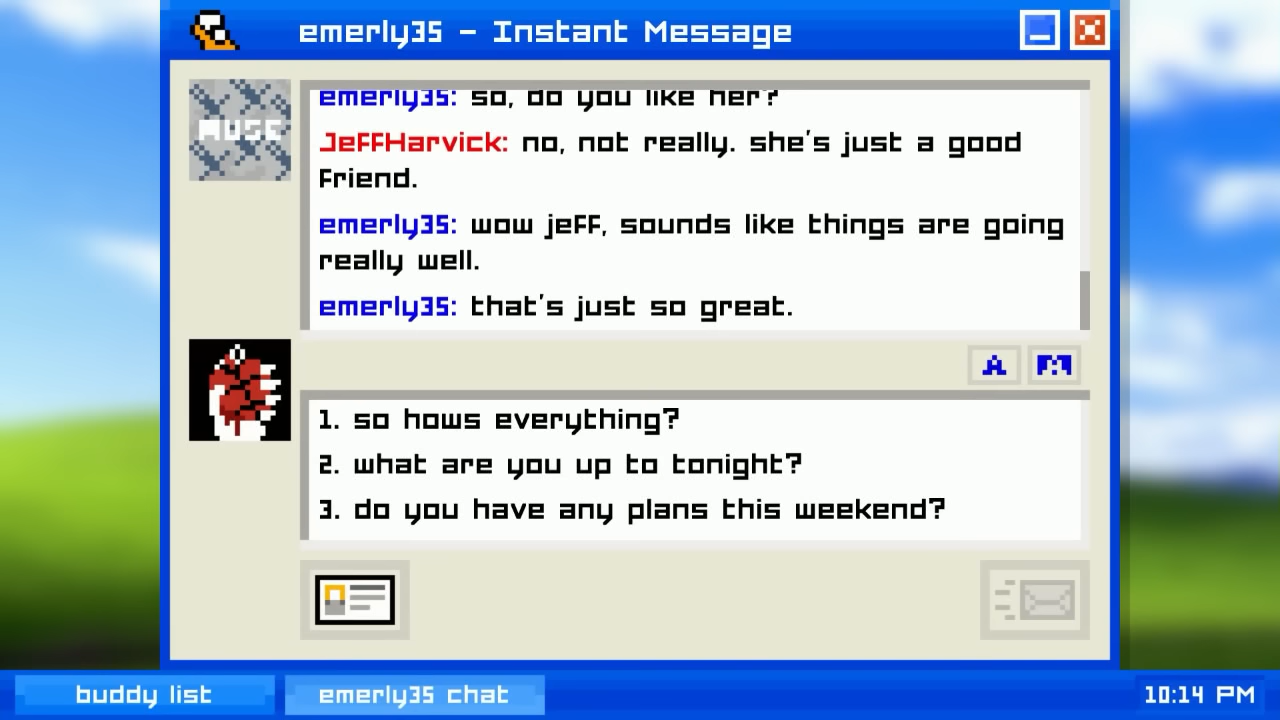 emerly35 - Instant Message
MUSE
emerly35: so, do you like her?
JeffHarvick: no, not really. she's just a good
friend.
emerly35: wow jeff, sounds like things are going
really well.
emerly35: that's just so great.
A
1. so hows everything?
2. what are you up to tonight?
3. do you have any plans this weekend?
buddy list
emerly35 chat
10:14 PM